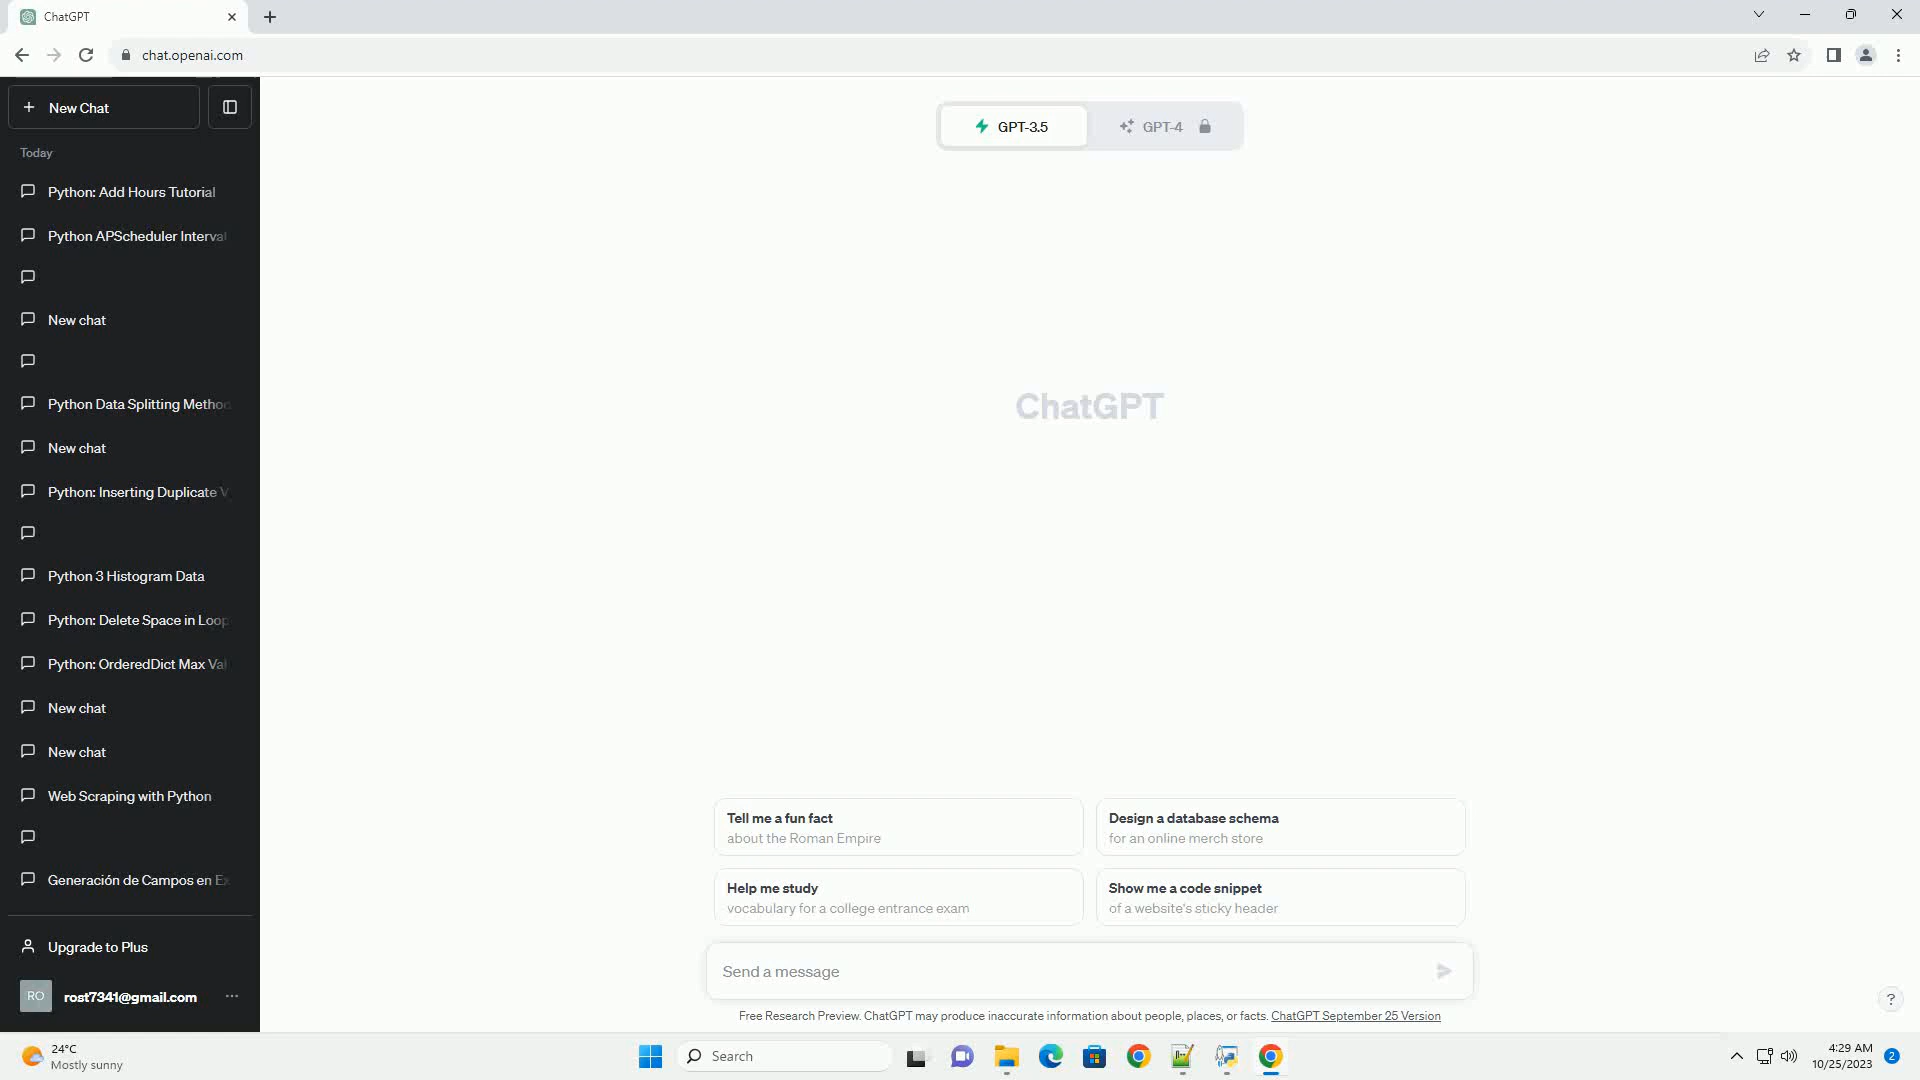 ChatGPT
chat.openai.com
New Chat
Today
Python: Add Hours Tutorial
Python APScheduler Interval
New chat
Python Data Splitting Method
New chat
Python: Inserting Duplicate V
Python 3 Histogram Data
Python: Delete Space in Loop
Python: OrderedDict Max Val
New chat
New chat
Web Scraping with Python
Generación de Campos en Ex
Upgrade to Plus
RO rost7341@gmail.com
GPT-3.5 GPT-4
ChatGPT
Tell me a fun fact
about the Roman Empire
Design a database schema
for an online merch store
Help me study
vocabulary for a college entrance exam
Show me a code snippet
of a website's sticky header
Send a message
Free Research Preview. ChatGPT may produce inaccurate information about people, places, or facts. ChatGPT September 25 Version
?
24°C
Mostly sunny
Search
4:29 AM
10/25/2023
2